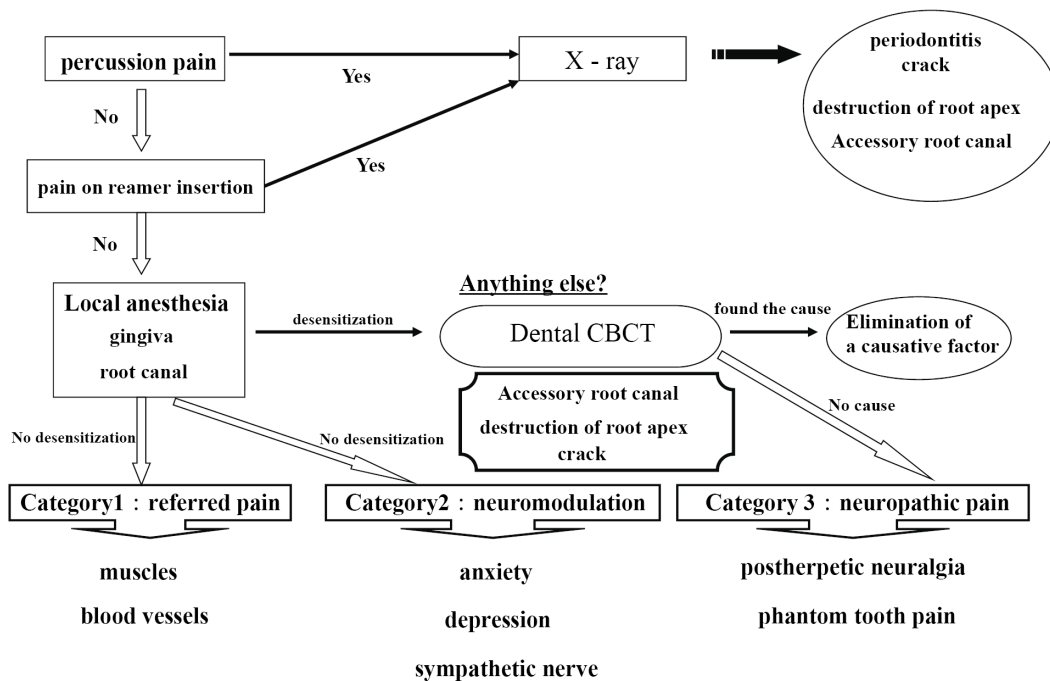 percussion pain
Yes
X - ray
periodontitis
crack
destruction of root apex
Accessory root canal
No
pain on reamer insertion
Yes
No
Local anesthesia
gingiva
root canal
desensitization
Anything else?
Dental CBCT
found the cause
Elimination of
a causative factor
Accessory root canal
destruction of root apex
crack
No cause
No desensitization
No desensitization
Category1 : referred pain
Category2 : neuromodulation
Category 3 : neuropathic pain
muscles
blood vessels
anxiety
depression
sympathetic nerve
postherpetic neuralgia
phantom tooth pain